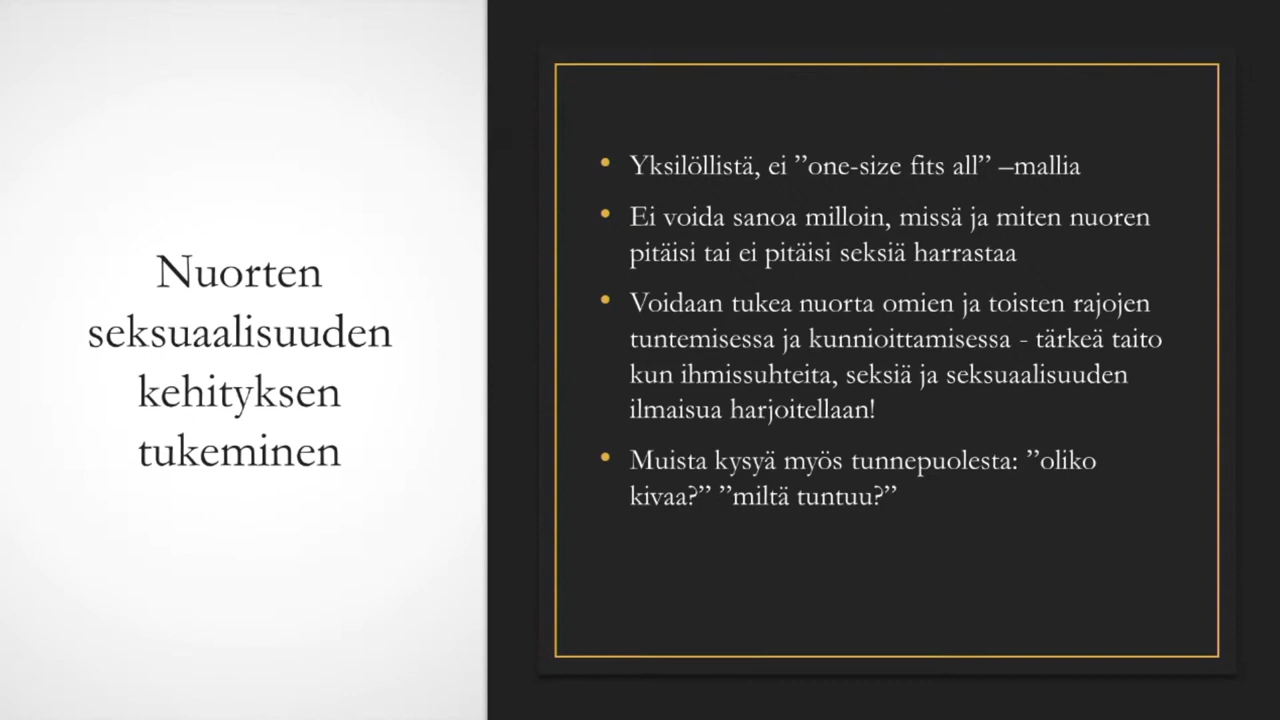 Nuorten
seksuaalisuuden
kehityksen
tukeminen
• Yksilöllistä, ei ”one-size fits all” –mallia
• Ei voida sanoa milloin, missä ja miten nuoren
pitäisi tai ei pitäisi seksiä harrastaa
• Voidaan tukea nuorta omien ja toisten rajojen
tuntemisessa ja kunnioittamisessa - tärkeä taito
kun ihmissuhteita, seksiä ja seksuaalisuuden
ilmaisua harjoitellaan!
• Muista kysyä myös tunnepuolesta: ”oliko
kivaa?” ”miltä tuntuu?”